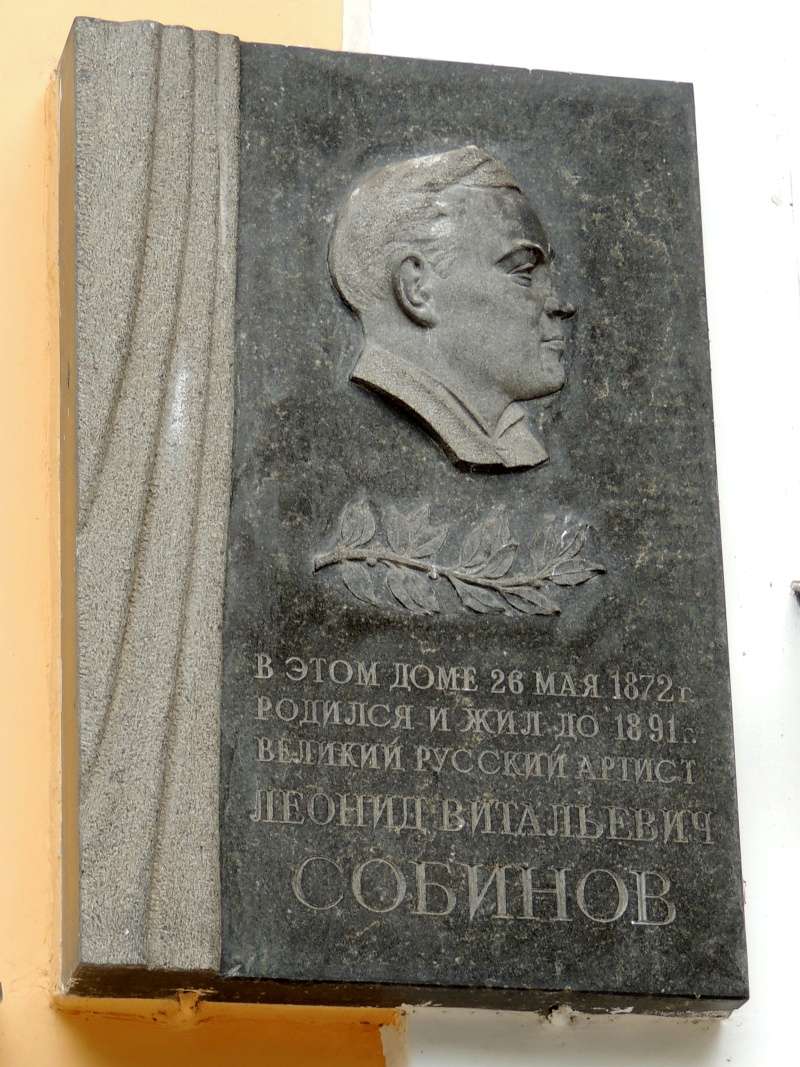 В ЭТОМ ДОМЕ 26 МАЯ 1872 г.
РОДИЛСЯ И ЖИЛ ДО 1891 г.
ВЕЛИКИЙ РУССКИЙ АРТИСТ
ЛЕОНИД ВИТАЛЬЕВИЧ
СОБИНОВ